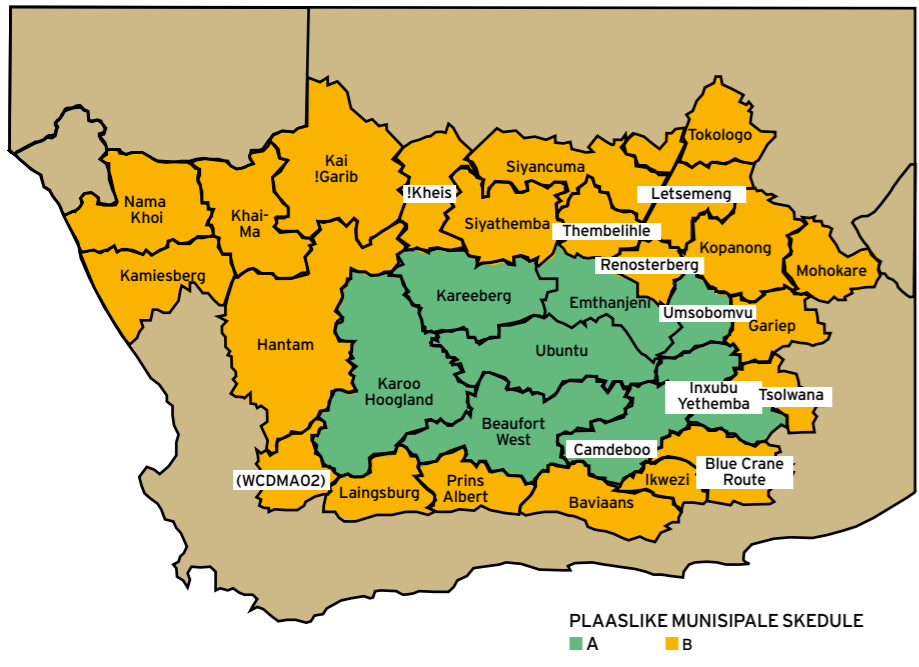 Tokologo
Kai
!Garib
Siyancuma
!Kheis
Letsemeng
Nama
Khoi
Khai-
Ma
Siyathemba
Thembelihle
Kopanong
Renosterberg
Mohokare
Kamiesberg
Kareeberg
Emthanjeni
Umsobomvu
Gariep
Hantam
Ubuntu
Karoo
Hoogland
Inxubu
Yethemba
Tsolwana
Beaufort
West
Camdeboo
(WCDMA02)
Laingsburg
Prins
Albert
Baviaans
Ikwezi
Blue Crane
Route
PLAASLIKE MUNISIPALE SKEDULE
A B